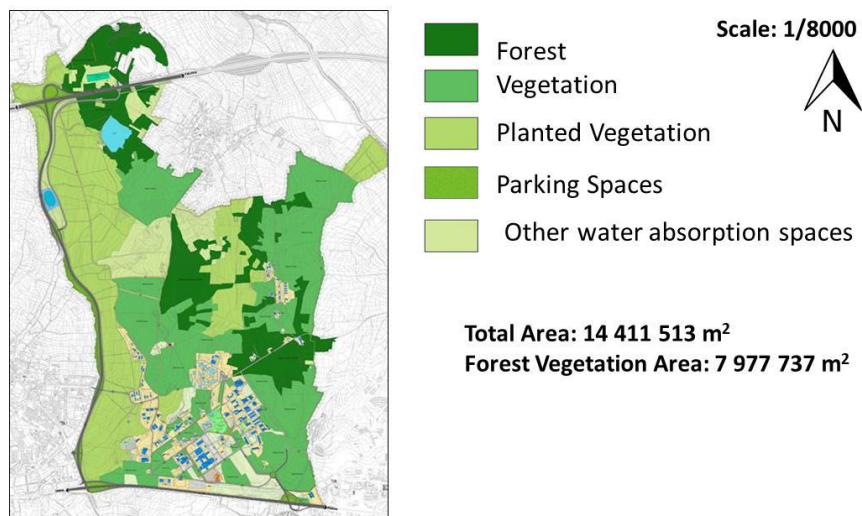 Scale: 1/8000
N
Forest
Vegetation
Planted Vegetation
Parking Spaces
Other water absorption spaces
Total Area: 14 411 513 m²
Forest Vegetation Area: 7 977 737 m²